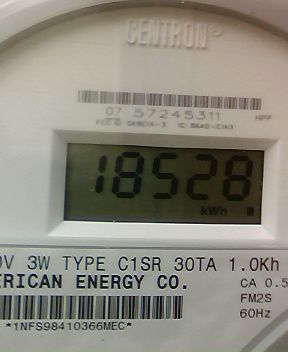 CENTRON®
07 57245311
18528
kWh
0V 3W TYPE C1SR 30TA 1.0Kh
ERICAN ENERGY CO.
CA 0.5
FM2S
60Hz
*1NFS98410366MEC*